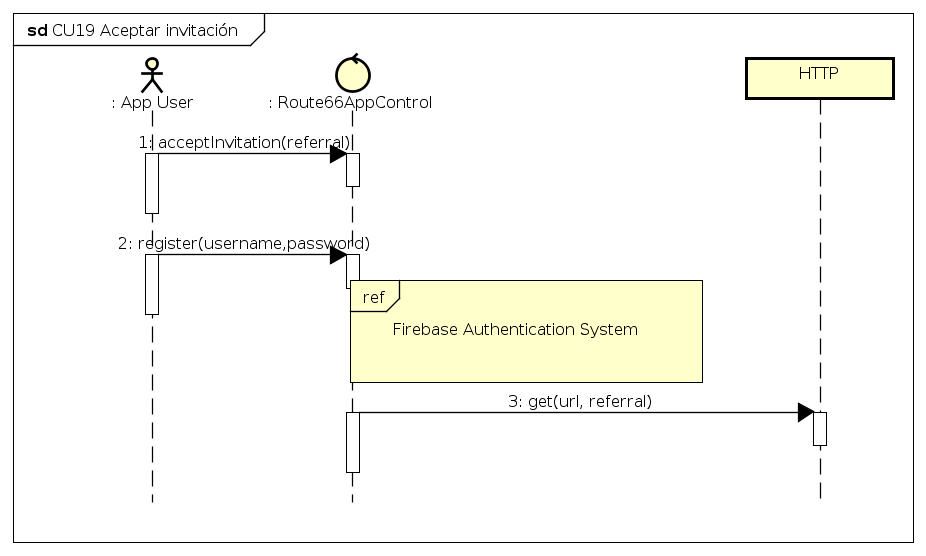 sd CU19 Aceptar invitación
: App User
: Route66AppControl
HTTP
1: acceptInvitation(referral)
2: register(username,password)
ref
Firebase Authentication System
3: get(url, referral)